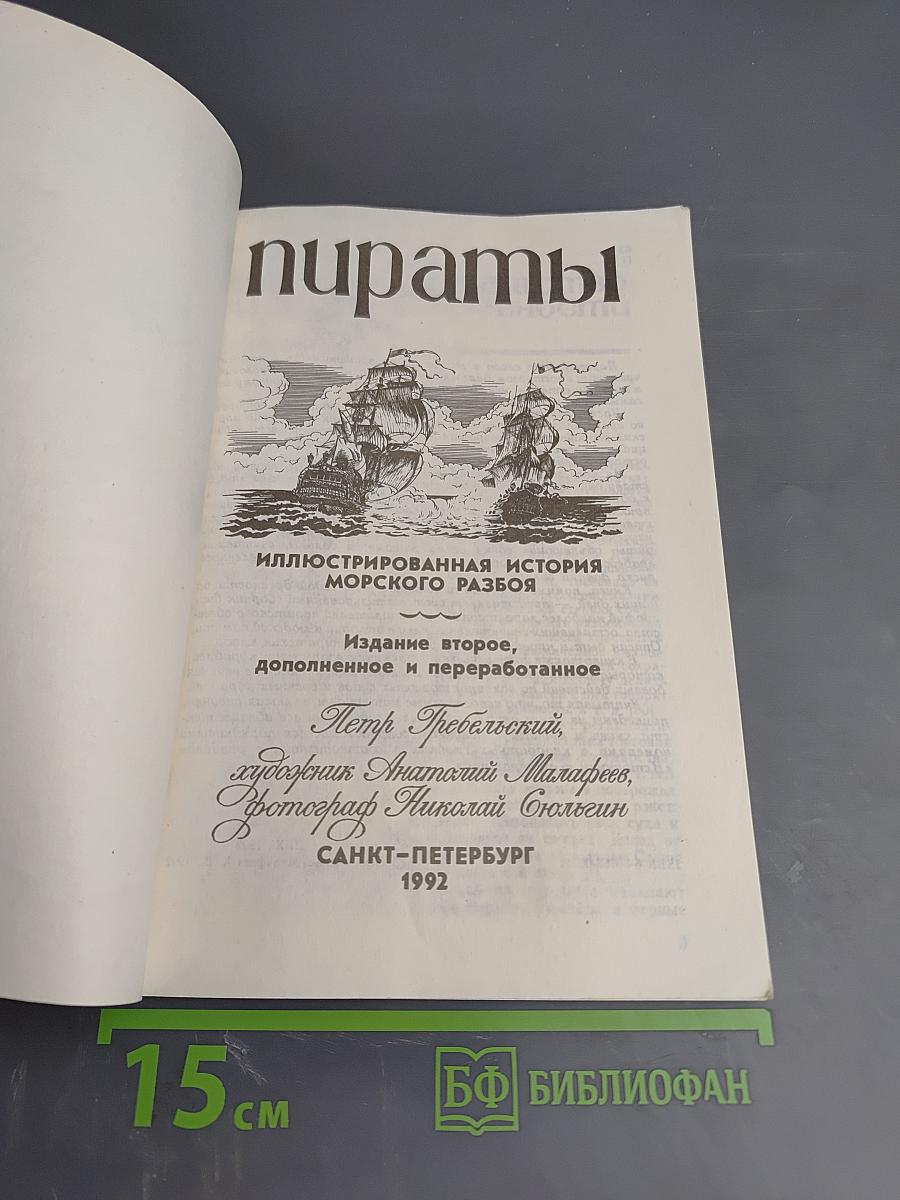 пираты
ИЛЛЮСТРИРОВАННАЯ ИСТОРИЯ
МОРСКОГО РАЗБОЯ
Издание второе,
дополненное и переработанное
Петр Гребельский,
художник Анатолий Малафеев,
фотограф Николай Сюльгин
САНКТ-ПЕТЕРБУРГ
1992
15 см
БФ БИБЛИОФАН